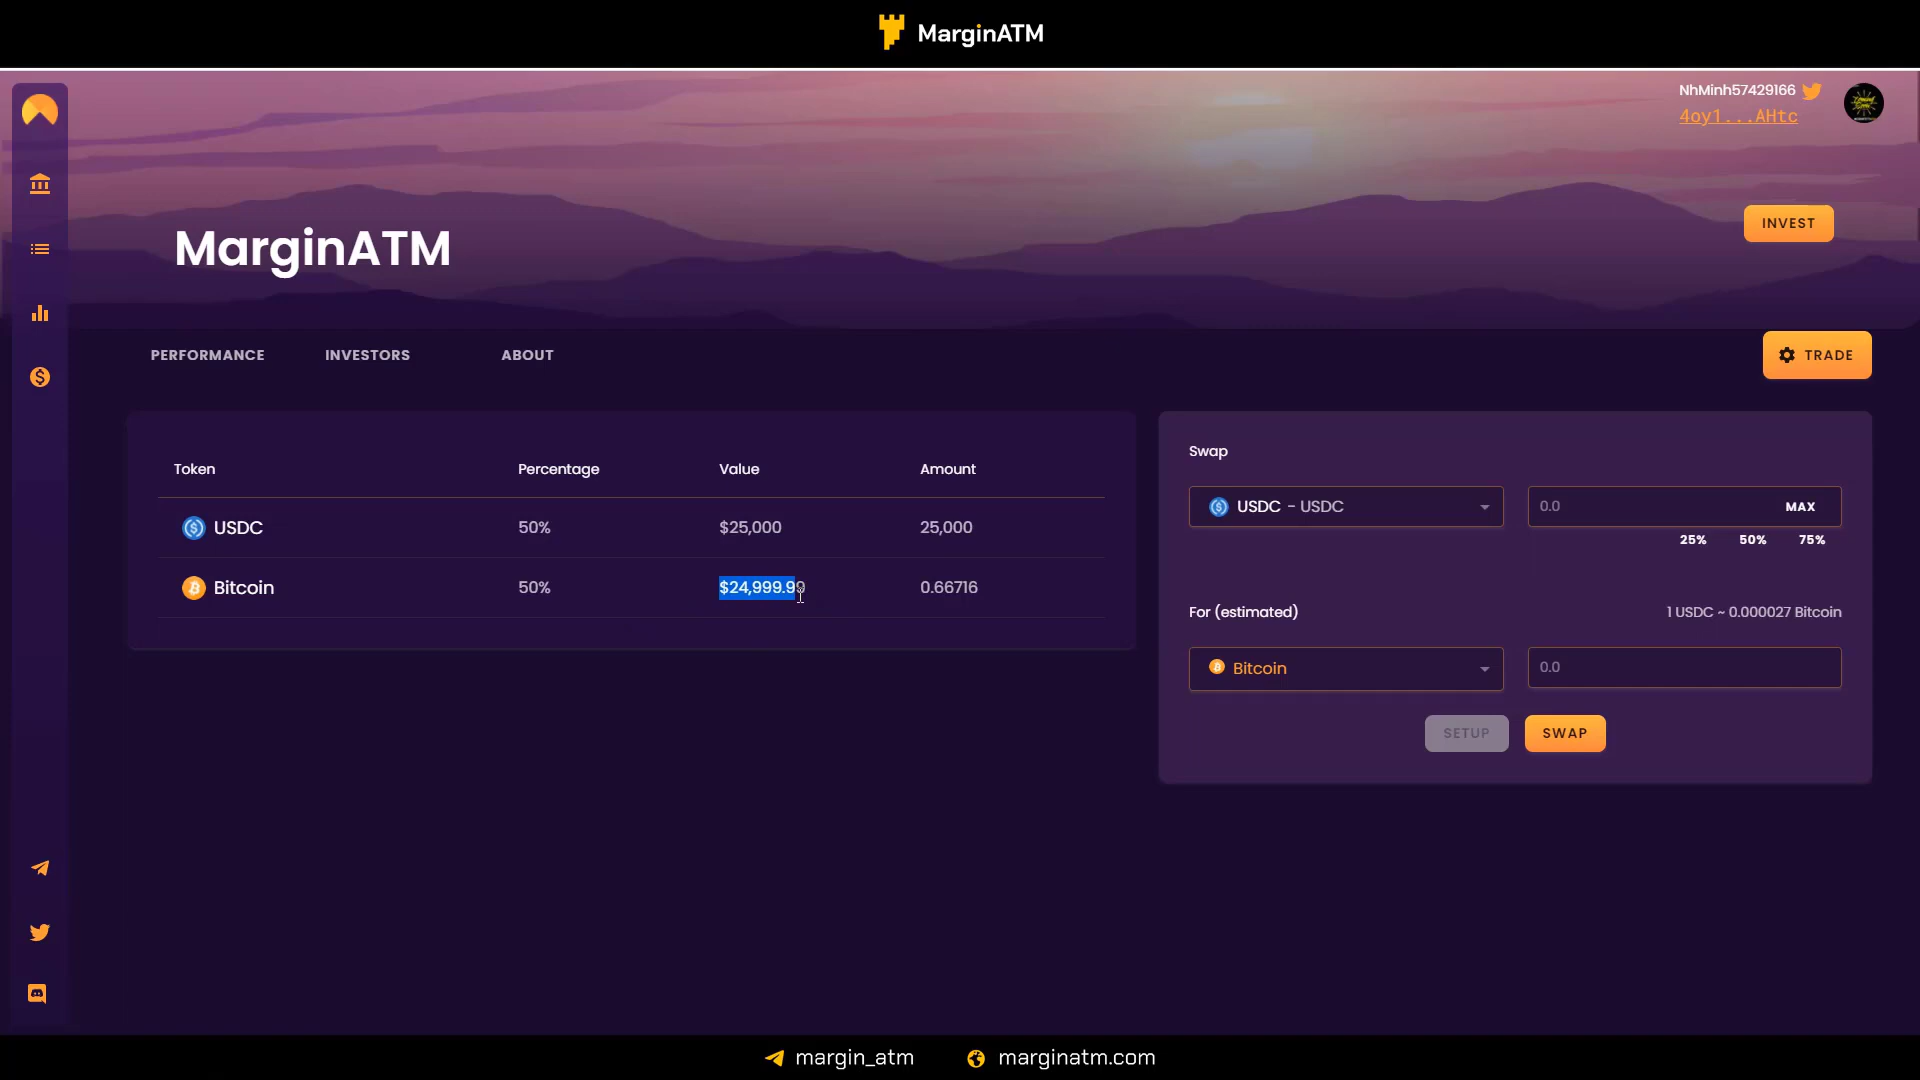 MarginATM
NhMinh57429166
4oy1...AHtc
MarginATM
INVEST
PERFORMANCE INVESTORS ABOUT
TRADE
Token Percentage Value Amount
USDC 50% $25,000 25,000
Bitcoin 50% $24,999.99 0.66716
Swap
USDC - USDC
0.0 MAX
25% 50% 75%
For (estimated) 1 USDC ~ 0.000027 Bitcoin
Bitcoin
0.0
SETUP SWAP
margin_atm marginatm.com